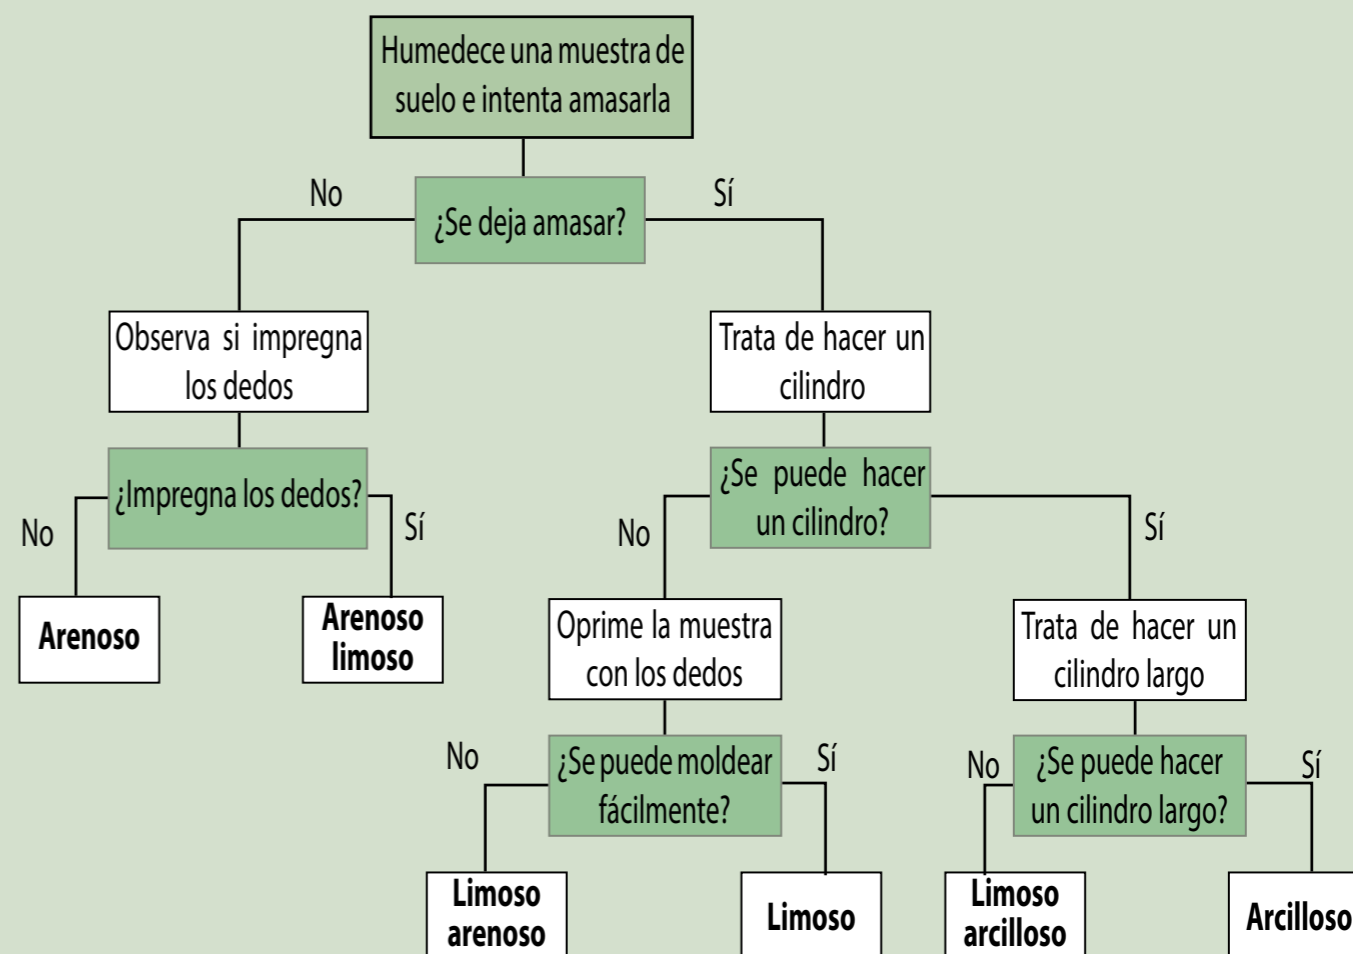 Humedece una muestra de
suelo e intenta amasarla
No
Sí
¿Se deja amasar?
Observa si impregna
los dedos
Trata de hacer un
cilindro
¿Impregna los dedos?
No
Sí
¿Se puede hacer
un cilindro?
No
Sí
Arenoso
Arenoso
limoso
Oprime la muestra
con los dedos
Trata de hacer un
cilindro largo
No
¿Se puede moldear
fácilmente?
Sí
No
¿Se puede hacer
un cilindro largo?
Sí
Limoso
arenoso
Limoso
Limoso
arcilloso
Arcilloso